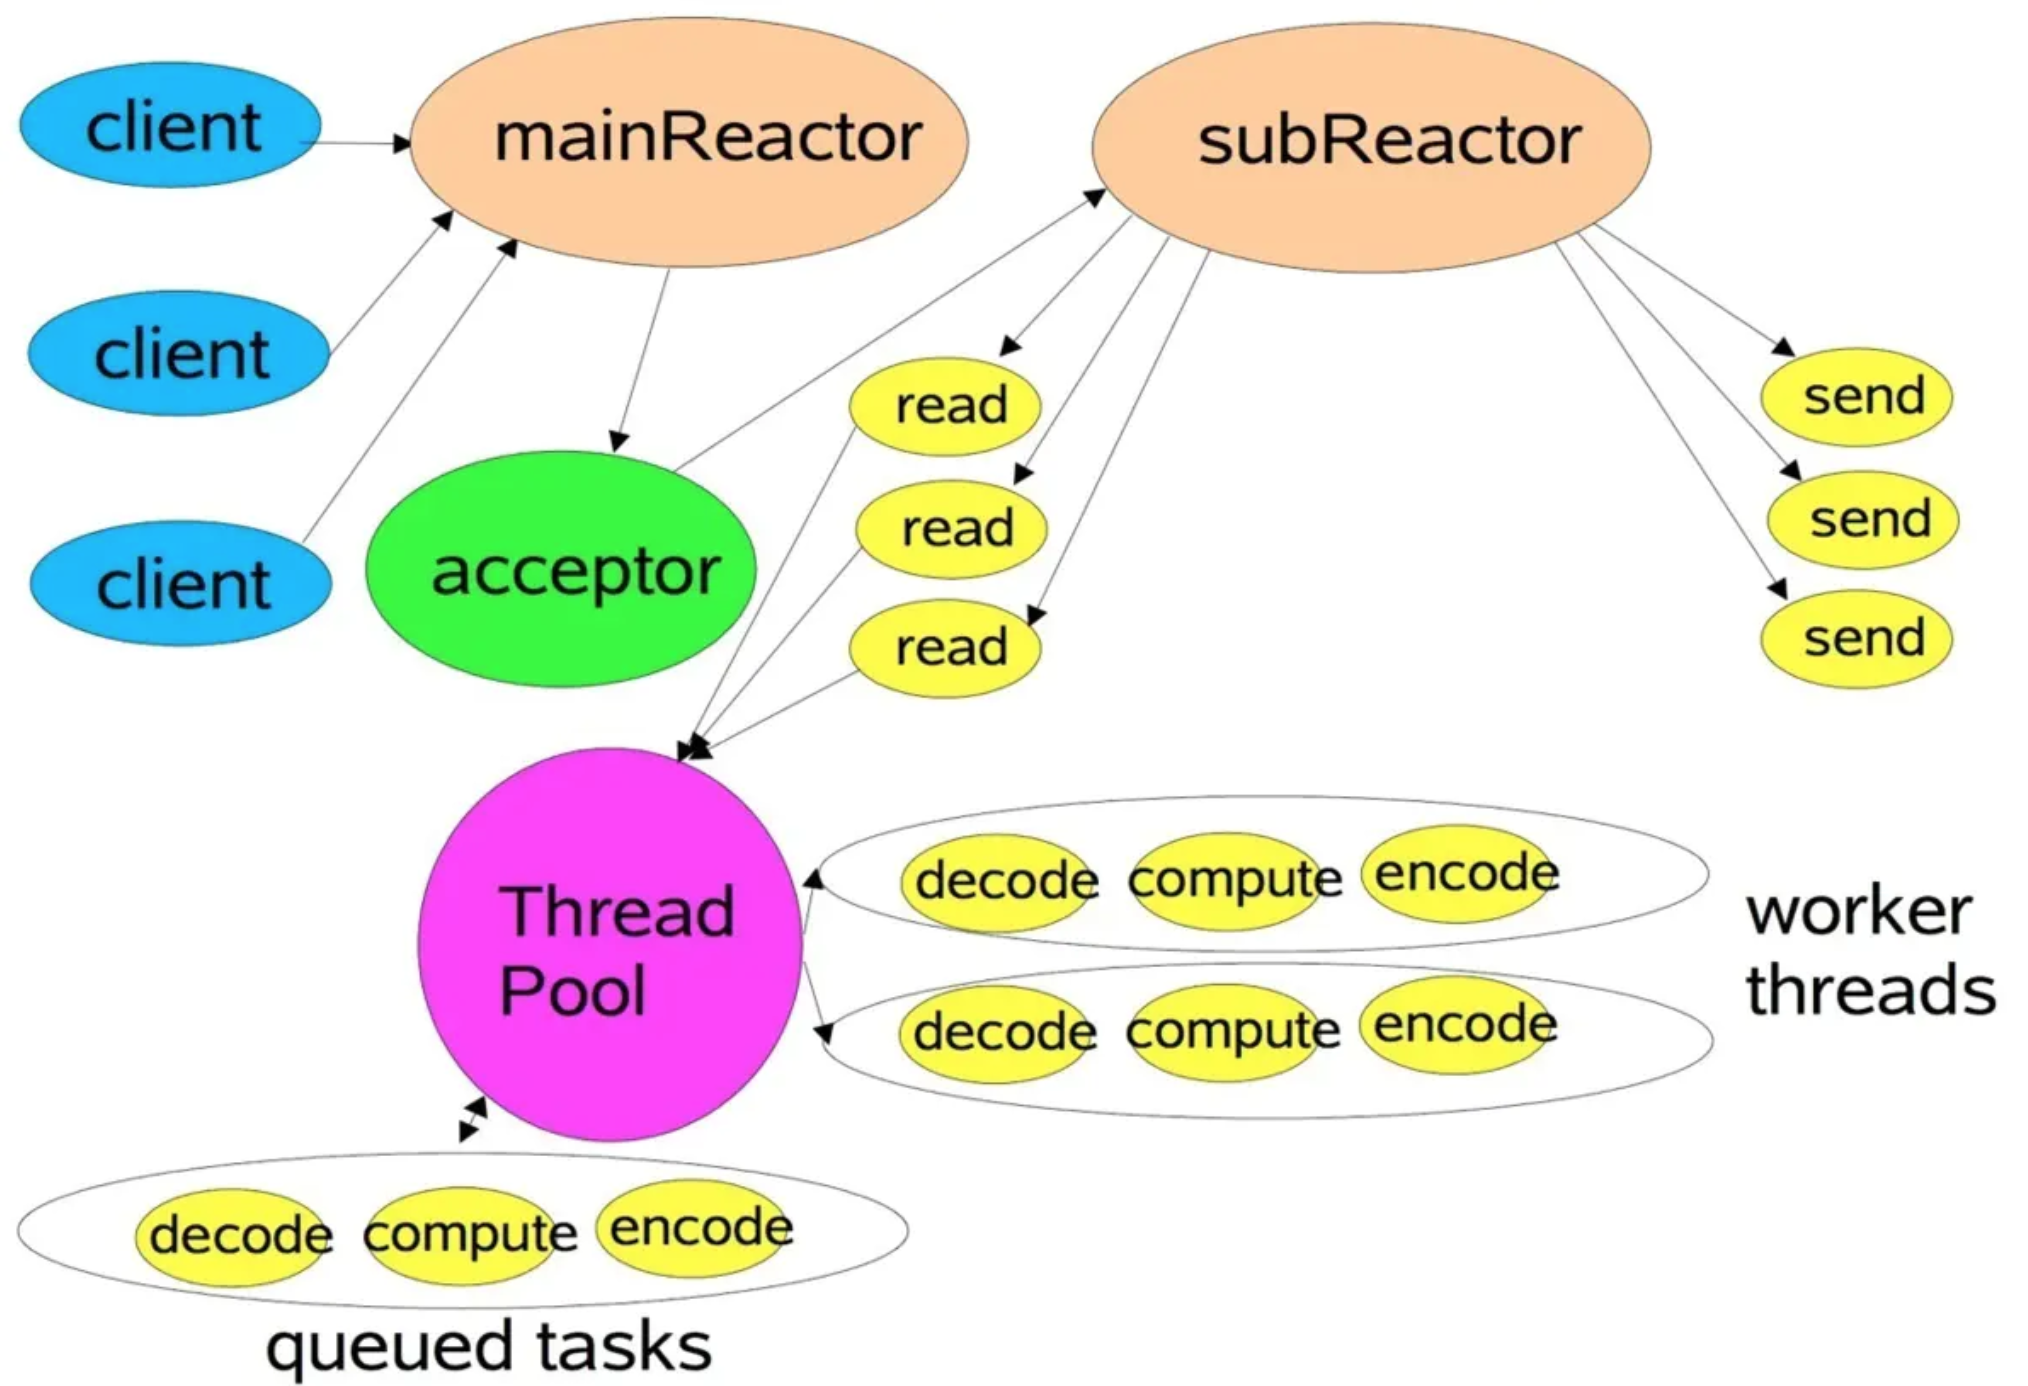 client
mainReactor
subReactor
client
client
acceptor
read
read
read
send
send
send
Thread
Pool
decode compute encode
decode compute encode
worker
threads
decode compute encode
queued tasks